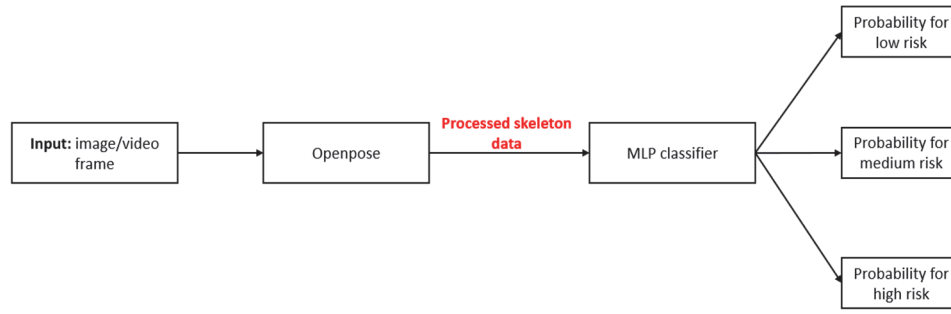 Input: image/video
frame
Openpose
Processed skeleton
data
MLP classifier
Probability for
low risk
Probability for
medium risk
Probability for
high risk